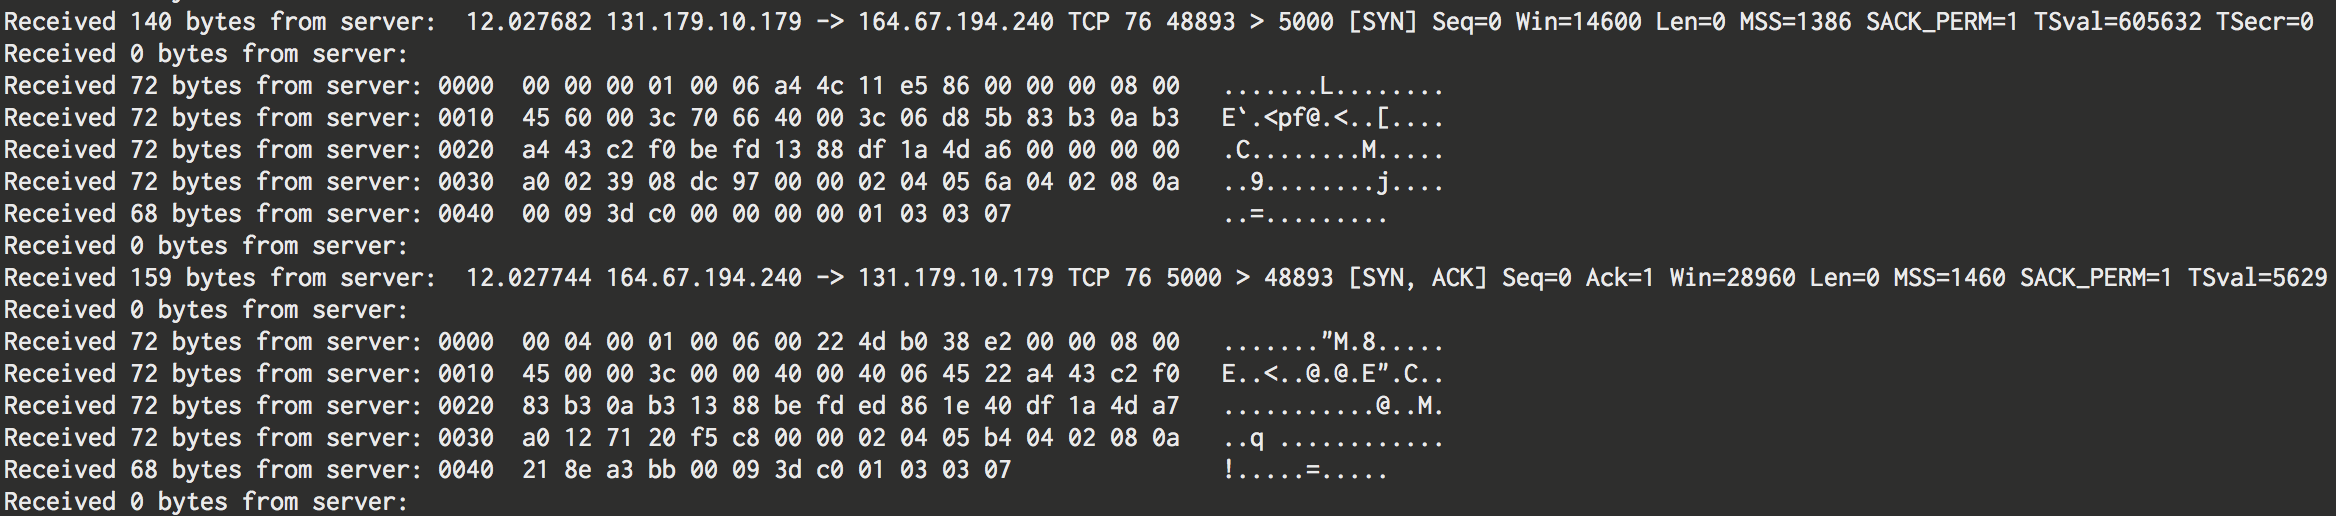 Received 140 bytes from server:  12.027682 131.179.10.179 -> 164.67.194.240 TCP 76 48893 > 5000 [SYN] Seq=0 Win=14600 Len=0 MSS=1386 SACK_PERM=1 TSval=605632 TSecr=0
Received 0 bytes from server:
Received 72 bytes from server: 0000  00 00 00 01 00 06 a4 4c 11 e5 86 00 00 00 08 00   .......L........
Received 72 bytes from server: 0010  45 60 00 3c 70 66 40 00 3c 06 d8 5b 83 b3 0a b3   E`.<pf@.<..[....
Received 72 bytes from server: 0020  a4 43 c2 f0 be fd 13 88 df 1a 4d a6 00 00 00 00   .C........M.....
Received 72 bytes from server: 0030  a0 02 39 08 dc 97 00 00 02 04 05 6a 04 02 08 0a   ..9........j....
Received 68 bytes from server: 0040  00 09 3d c0 00 00 00 00 01 03 03 07               ..=.........
Received 0 bytes from server:
Received 159 bytes from server:  12.027744 164.67.194.240 -> 131.179.10.179 TCP 76 5000 > 48893 [SYN, ACK] Seq=0 Ack=1 Win=28960 Len=0 MSS=1460 SACK_PERM=1 TSval=5629
Received 0 bytes from server:
Received 72 bytes from server: 0000  00 04 00 01 00 06 00 22 4d b0 38 e2 00 00 08 00   ......."M.8.....
Received 72 bytes from server: 0010  45 00 00 3c 00 00 40 00 40 06 45 22 a4 43 c2 f0   E..<..@.@.E".C..
Received 72 bytes from server: 0020  83 b3 0a b3 13 88 be fd ed 86 1e 40 df 1a 4d a7   ...........@..M.
Received 72 bytes from server: 0030  a0 12 71 20 f5 c8 00 00 02 04 05 b4 04 02 08 0a   ..q ............
Received 68 bytes from server: 0040  21 8e a3 bb 00 09 3d c0 01 03 03 07               !.....=.....
Received 0 bytes from server: